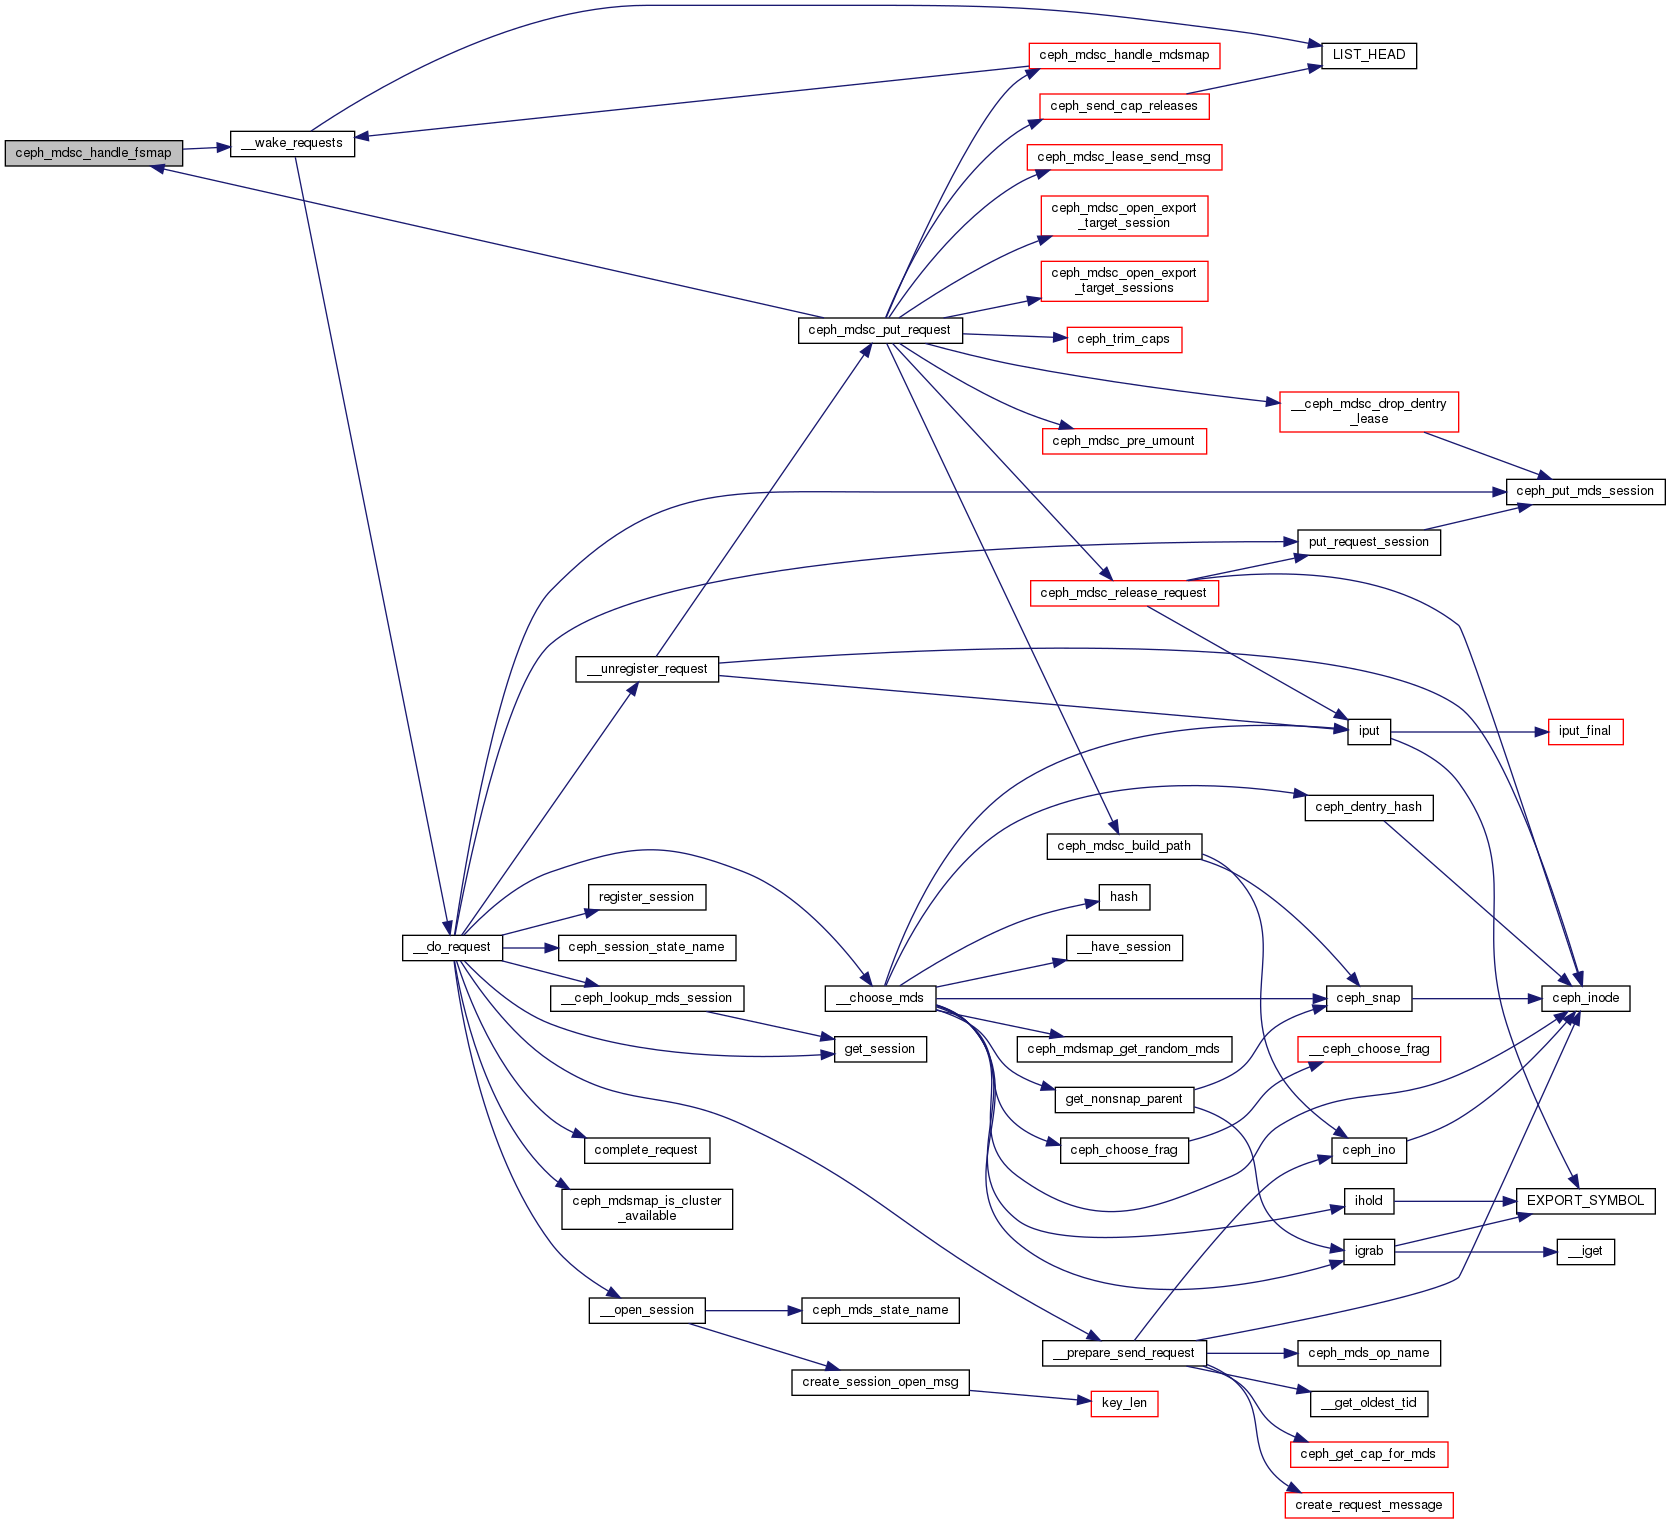 ceph_mdsc_handle_fsmap
__wake_requests
LIST_HEAD
ceph_mdsc_handle_mdsmap
ceph_send_cap_releases
ceph_mdsc_lease_send_msg
ceph_mdsc_open_export
_target_session
ceph_mdsc_open_export
_target_sessions
ceph_mdsc_put_request
ceph_trim_caps
__ceph_mdsc_drop_dentry
_lease
ceph_mdsc_pre_umount
ceph_put_mds_session
put_request_session
ceph_mdsc_release_request
__unregister_request
iput
iput_final
ceph_dentry_hash
ceph_mdsc_build_path
register_session
hash
__do_request
ceph_session_state_name
__have_session
__ceph_lookup_mds_session
__choose_mds
ceph_snap
ceph_inode
get_session
ceph_mdsmap_get_random_mds
__ceph_choose_frag
get_nonsnap_parent
complete_request
ceph_choose_frag
ceph_ino
ceph_mdsmap_is_cluster
_available
ihold
EXPORT_SYMBOL
igrab
__iget
__open_session
ceph_mds_state_name
__prepare_send_request
ceph_mds_op_name
create_session_open_msg
key_len
__get_oldest_tid
ceph_get_cap_for_mds
create_request_message